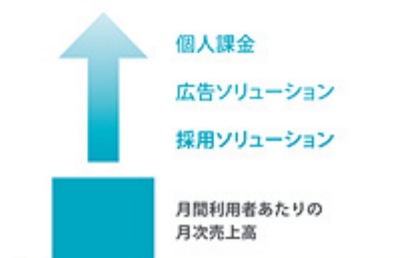 個人課金
広告ソリューション
採用ソリューション
月間利用者あたりの
月次売上高